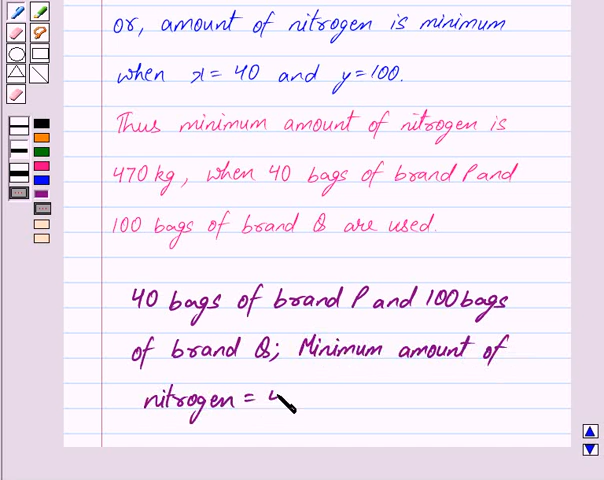 or, amount of nitrogen is minimum
when x = 40 and y = 100.
Thus minimum amount of nitrogen is
470 kg, when 40 bags of brand P and
100 bags of brand Q are used.
40 bags of brand P and 100 bags
of brand Q; Minimum amount of
nitrogen = 4